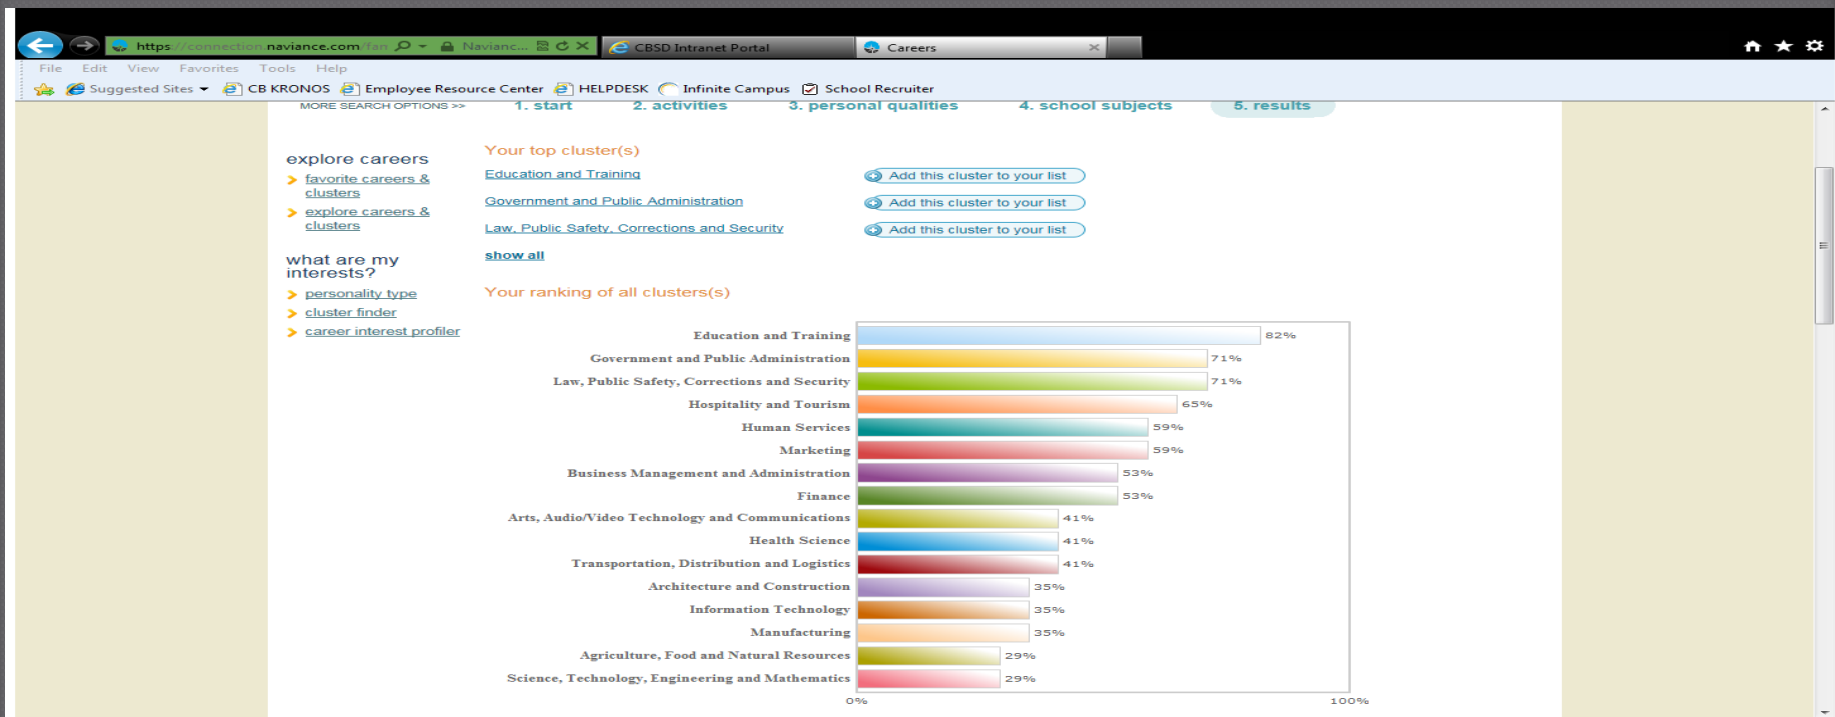 https://connection.naviance.com/fan
Navianc...
CBSD Intranet Portal
Careers
File Edit View Favorites Tools Help
Suggested Sites CB KRONOS Employee Resource Center HELPDESK Infinite Campus School Recruiter
MORE SEARCH OPTIONS >> 1. start 2. activities 3. personal qualities 4. school subjects 5. results
explore careers
favorite careers &
clusters
explore careers &
clusters
what are my
interests?
personality type
cluster finder
career interest profiler
Your top cluster(s)
Education and Training Add this cluster to your list
Government and Public Administration Add this cluster to your list
Law, Public Safety, Corrections and Security Add this cluster to your list
show all
Your ranking of all clusters(s)
Education and Training 82%
Government and Public Administration 71%
Law, Public Safety, Corrections and Security 71%
Hospitality and Tourism 65%
Human Services 59%
Marketing 59%
Business Management and Administration 53%
Finance 53%
Arts, Audio/Video Technology and Communications 41%
Health Science 41%
Transportation, Distribution and Logistics 41%
Architecture and Construction 35%
Information Technology 35%
Manufacturing 35%
Agriculture, Food and Natural Resources 29%
Science, Technology, Engineering and Mathematics 29%
0% 100%